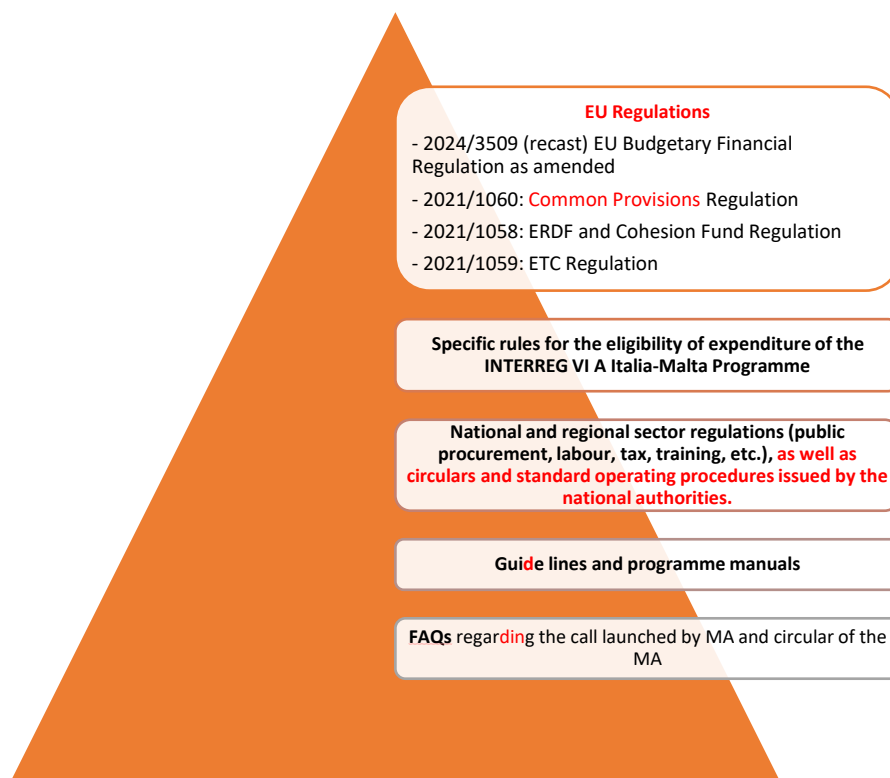 EU Regulations
- 2024/3509 (recast) EU Budgetary Financial
Regulation as amended
- 2021/1060: Common Provisions Regulation
- 2021/1058: ERDF and Cohesion Fund Regulation
- 2021/1059: ETC Regulation
Specific rules for the eligibility of expenditure of the
INTERREG VI A Italia-Malta Programme
National and regional sector regulations (public
procurement, labour, tax, training, etc.), as well as
circulars and standard operating procedures issued by the
national authorities.
Guide lines and programme manuals
FAQs regarding the call launched by MA and circular of the
MA